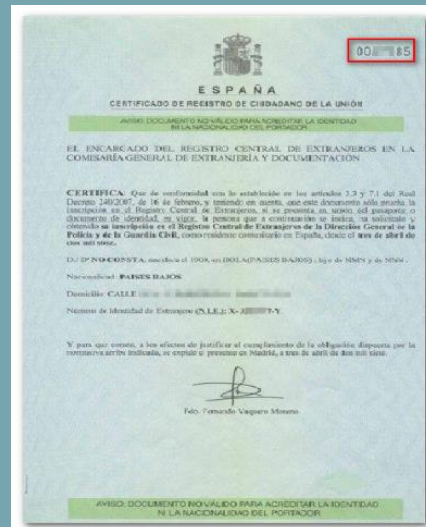 00 85
ESPAÑA
CERTIFICADO DE REGISTRO DE CIUDADANO DE LA UNIÓN
AVISO: DOCUMENTO NO VÁLIDO PARA ACREDITAR LA IDENTIDAD
NI LA NACIONALIDAD DEL PORTADOR
EL ENCARGADO DEL REGISTRO CENTRAL DE EXTRANJEROS EN LA
COMISARÍA GENERAL DE EXTRANJERÍA Y DOCUMENTACIÓN
CERTIFICA: Que de conformidad con lo establecido en los artículos 3.3 y 7.1 del Real
Decreto 240/2007, de 16 de febrero, y teniendo en cuenta, que este documento sólo prueba la
inscripción en el Registro Central de Extranjeros, si se presenta en unión del pasaporte o
documento de identidad, en vigor, la persona que a continuación se indica, ha solicitado y
obtenido su inscripción en el Registro Central de Extranjeros de la Dirección General de la
Policía y de la Guardia Civil, como residente comunitario en España, desde el tres de abril de
dos mil siete.
D./ Dª NO CONSTA, nacido/a el 1969, en (PAISES BAJOS), hijo de NMN y de NMN.
Nacionalidad: PAISES BAJOS
Domicilio: CALLE
Número de Identidad de Extranjero (N.I.E.): X- -Y
Y para que conste, a los efectos de justificar el cumplimiento de la obligación dispuesta por la
normativa arriba indicada, se expide el presente en Madrid, a tres de abril de dos mil siete.
Fdo. Fernando Vaquero Moreno
AVISO: DOCUMENTO NO VÁLIDO PARA ACREDITAR LA IDENTIDAD
NI LA NACIONALIDAD DEL PORTADOR